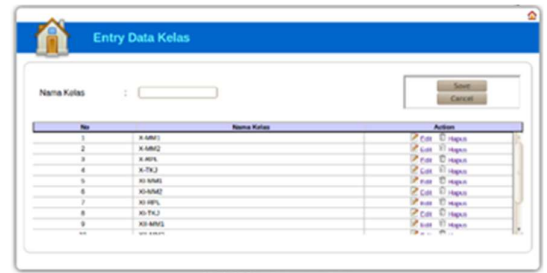 Entry Data Kelas
Nama Kelas :
Save
Cancel
No Nama Kelas Action
1 X-MM1 Edit Hapus
2 X-MM2 Edit Hapus
3 X-RPL Edit Hapus
4 X-TKJ Edit Hapus
5 XI-MM1 Edit Hapus
6 XI-MM2 Edit Hapus
7 XI-RPL Edit Hapus
8 XI-TKJ Edit Hapus
9 XII-MM1 Edit Hapus